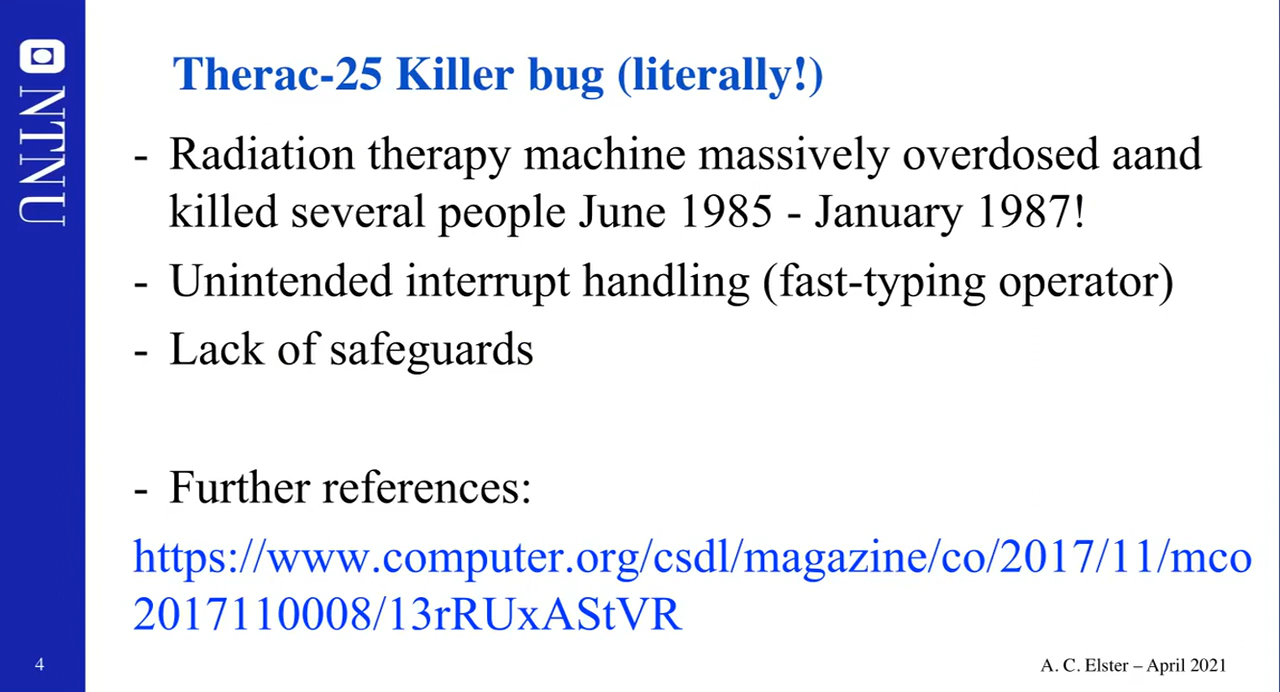 NTNU
Therac-25 Killer bug (literally!)
- Radiation therapy machine massively overdosed aand
killed several people June 1985 - January 1987!
- Unintended interrupt handling (fast-typing operator)
- Lack of safeguards
- Further references:
https://www.computer.org/csdl/magazine/co/2017/11/mco
2017110008/13rRUxAStVR
4
A. C. Elster – April 2021